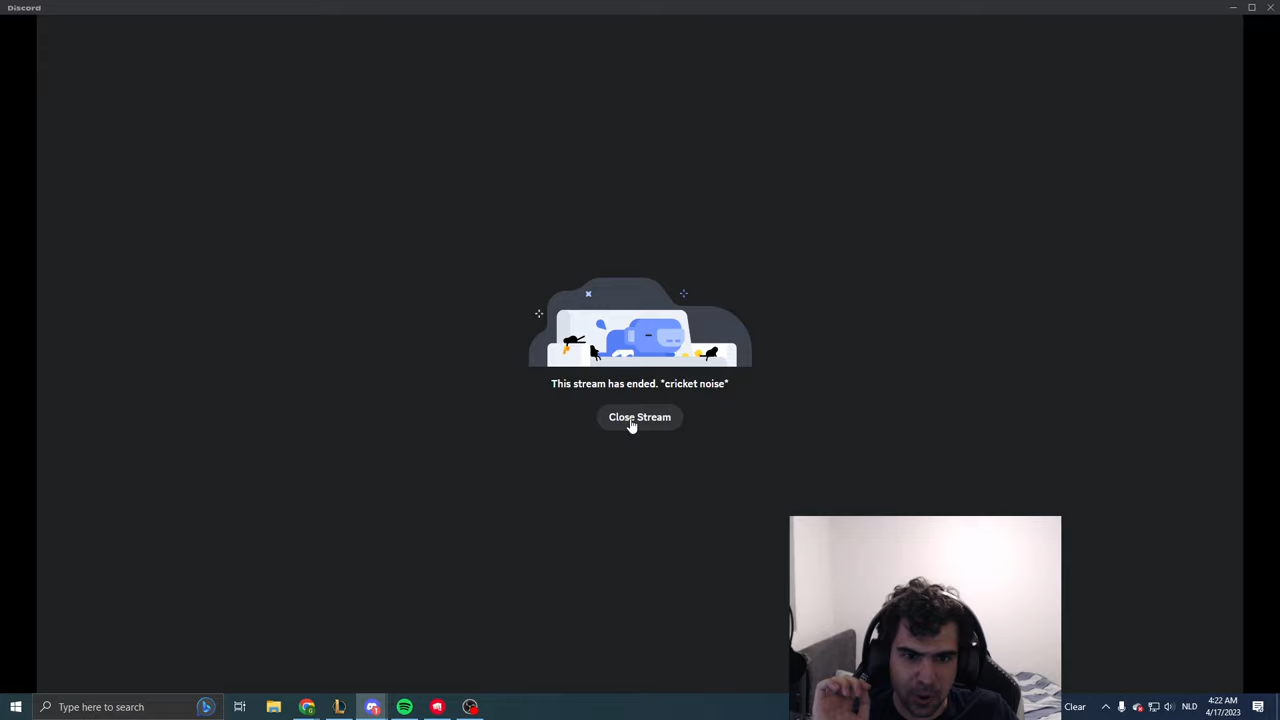 Discord
This stream has ended. *cricket noise*
Close Stream
Type here to search
Clear
NLD
4:22 AM
4/17/2023